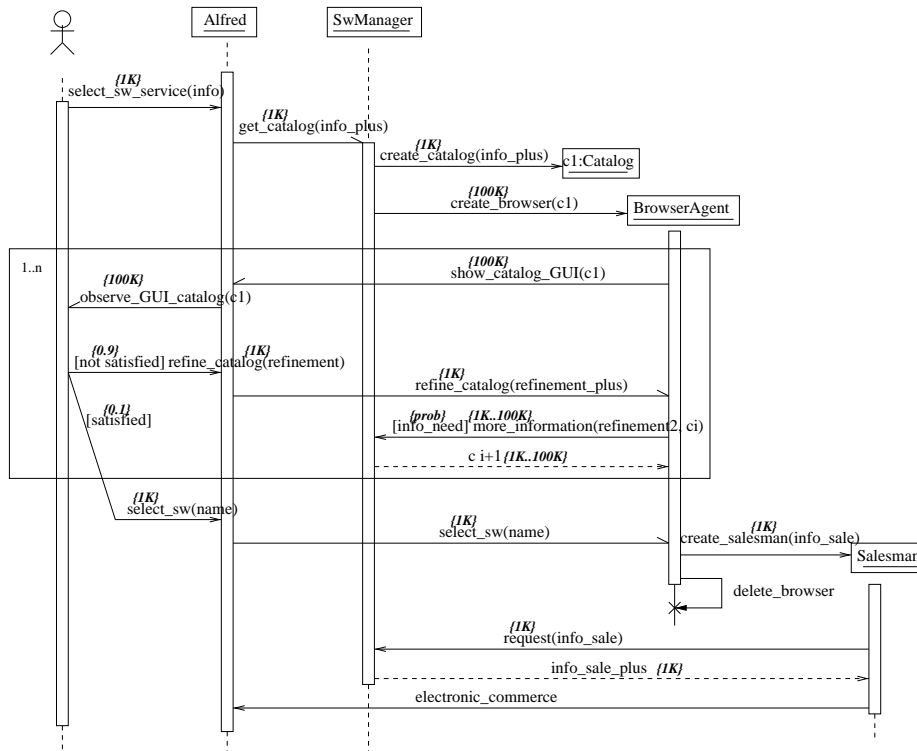 Alfred
SwManager
{1K}
select_sw_service(info)
{1K}
get_catalog(info_plus)
{1K}
create_catalog(info_plus)
c1:Catalog
{100K}
create_browser(c1)
BrowserAgent
1..n
{100K}
show_catalog_GUI(c1)
{100K}
observe_GUI_catalog(c1)
{0.9} {1K}
[not satisfied] refine_catalog(refinement)
{1K}
refine_catalog(refinement_plus)
{0.1}
[satisfied]
{prob} {1K..100K}
[info_need] more_information(refinement2, ci)
c i+1 {1K..100K}
{1K}
select_sw(name)
{1K}
select_sw(name)
{1K}
create_salesman(info_sale)
Salesman
delete_browser
{1K}
request(info_sale)
info_sale_plus {1K}
electronic_commerce